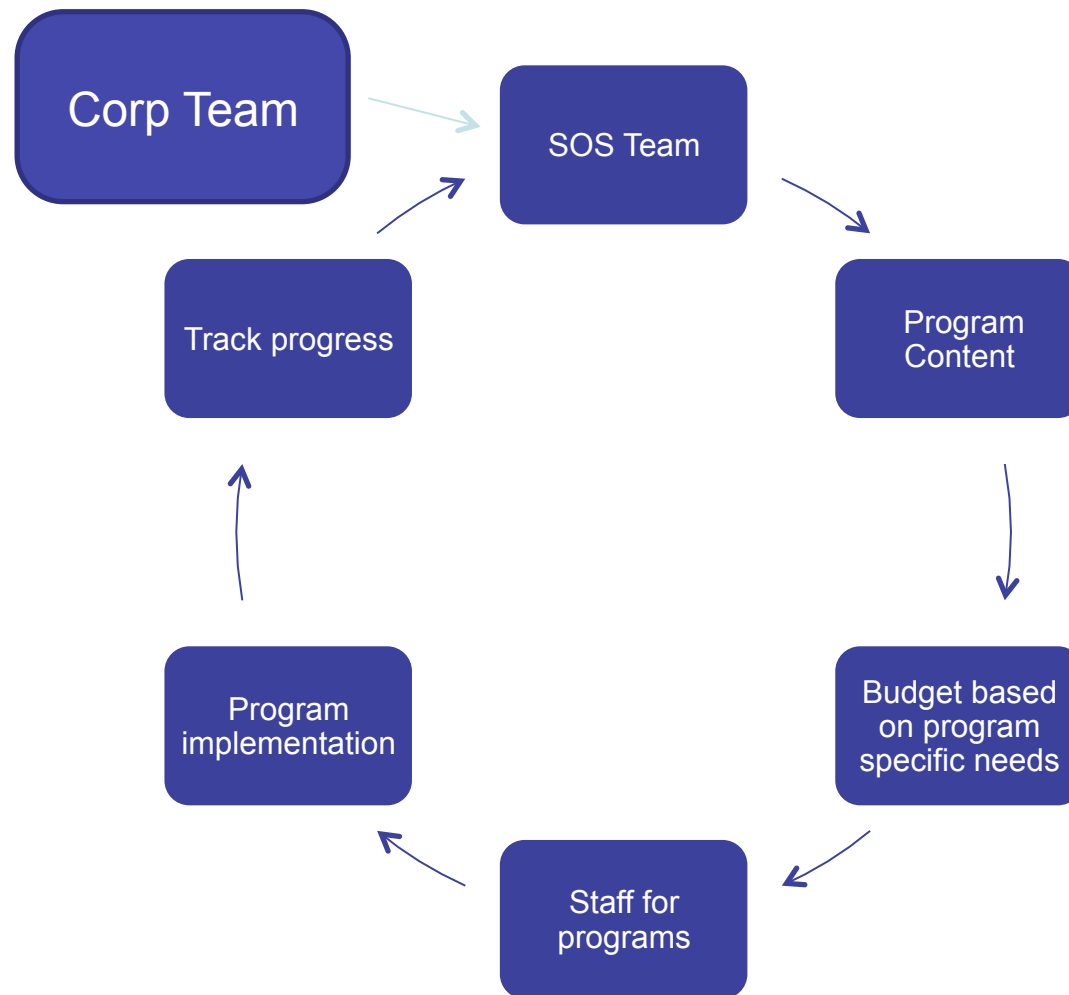 Corp Team
SOS Team
Program
Content
Budget based
on program
specific needs
Staff for
programs
Program
implementation
Track progress